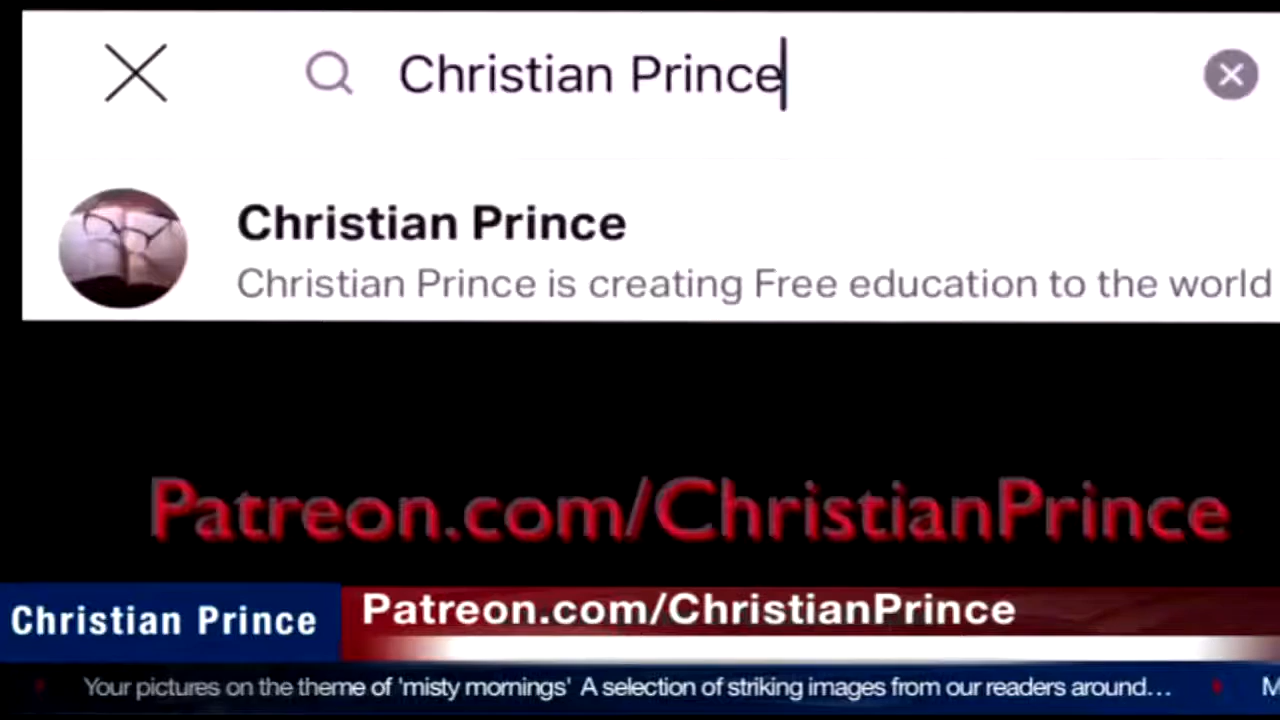 Christian Prince
Christian Prince
Christian Prince is creating Free education to the world
Patreon.com/ChristianPrince
Christian Prince
Patreon.com/ChristianPrince
Your pictures on the theme of 'misty mornings' A selection of striking images from our readers around... M